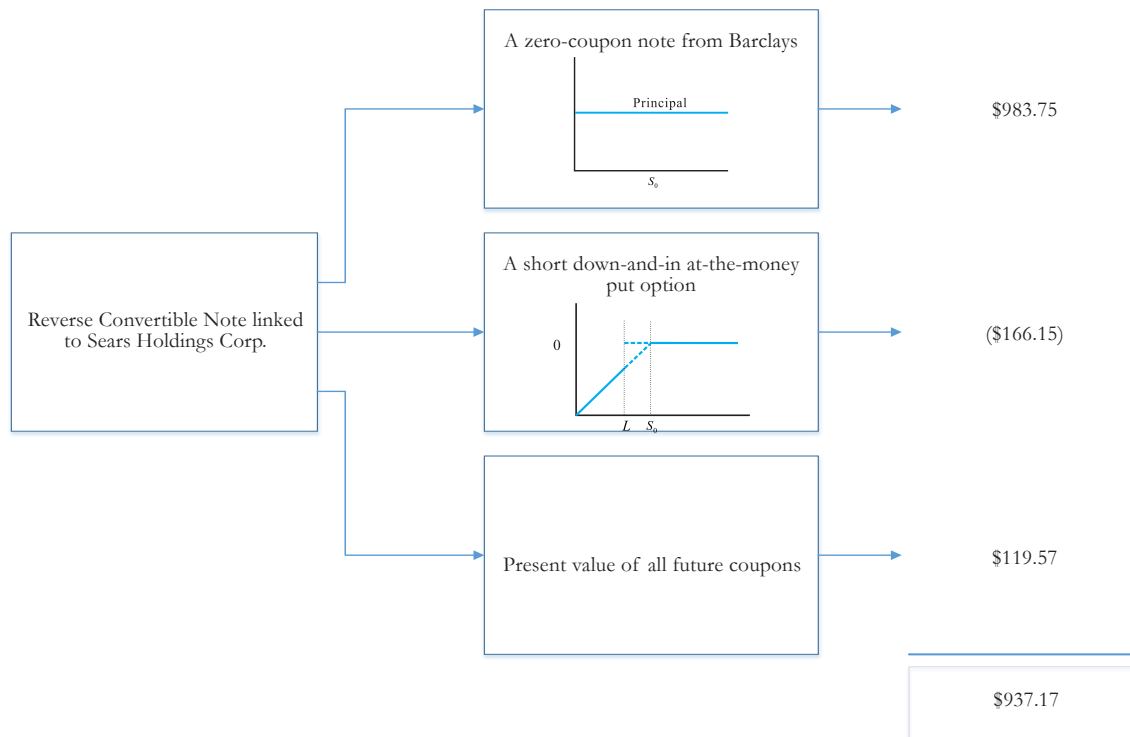 A zero-coupon note from Barclays
Principal
S₀
$983.75
Reverse Convertible Note linked
to Sears Holdings Corp.
A short down-and-in at-the-money
put option
0
L S₀
($166.15)
Present value of all future coupons
$119.57
$937.17